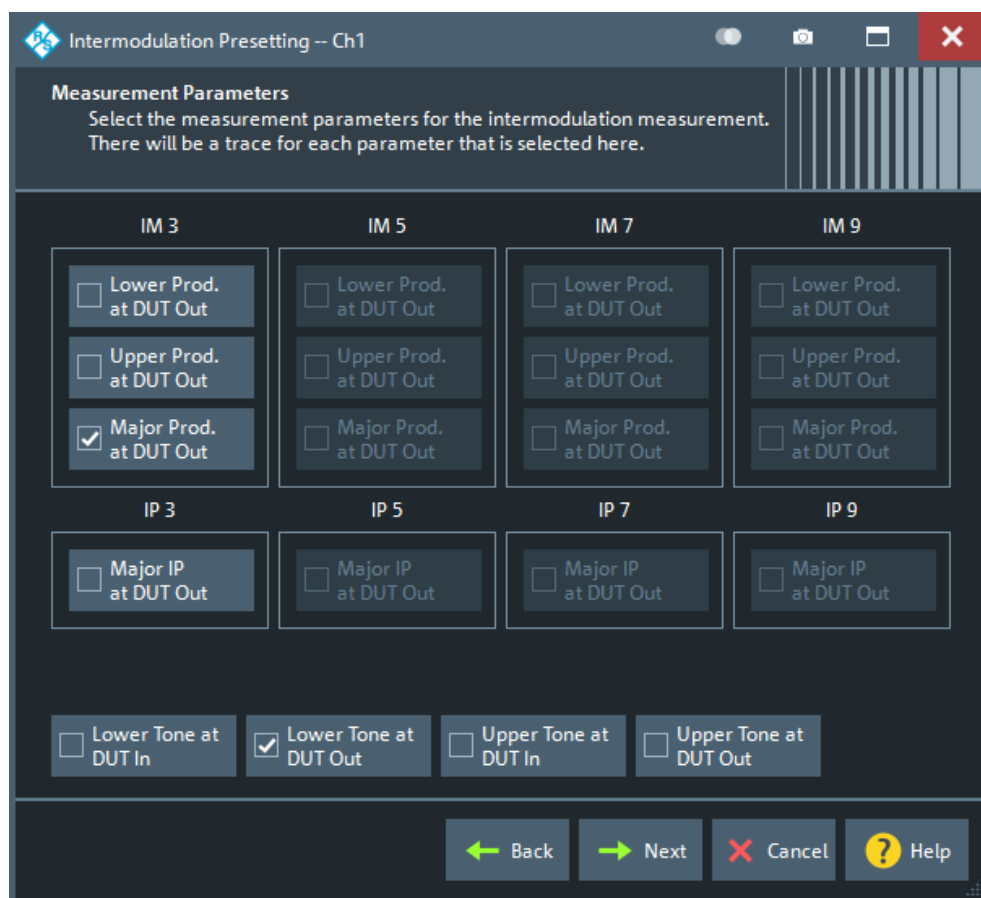 Intermodulation Presetting -- Ch1
Measurement Parameters
Select the measurement parameters for the intermodulation measurement.
There will be a trace for each parameter that is selected here.
IM 3
IM 5
IM 7
IM 9
Lower Prod.
at DUT Out
Lower Prod.
at DUT Out
Lower Prod.
at DUT Out
Lower Prod.
at DUT Out
Upper Prod.
at DUT Out
Upper Prod.
at DUT Out
Upper Prod.
at DUT Out
Upper Prod.
at DUT Out
Major Prod.
at DUT Out
Major Prod.
at DUT Out
Major Prod.
at DUT Out
Major Prod.
at DUT Out
IP 3
IP 5
IP 7
IP 9
Major IP
at DUT Out
Major IP
at DUT Out
Major IP
at DUT Out
Major IP
at DUT Out
Lower Tone at
DUT In
Lower Tone at
DUT Out
Upper Tone at
DUT In
Upper Tone at
DUT Out
Back
Next
Cancel
? Help